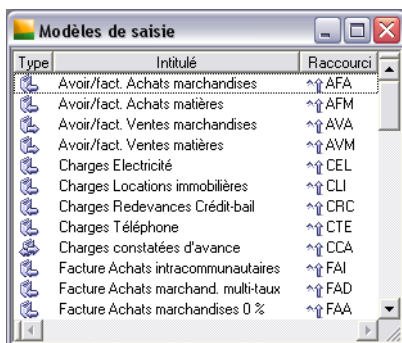 Modèles de saisie
Type Intitulé Raccourci
Avoir/fact. Achats marchandises AFA
Avoir/fact. Achats matières AFM
Avoir/fact. Ventes marchandises AVA
Avoir/fact. Ventes matières AVM
Charges Electricité CEL
Charges Locations immobilières CLI
Charges Redevances Crédit-bail CRC
Charges Téléphone CTE
Charges constatées d'avance CCA
Facture Achats intracommunautaires FAI
Facture Achats marchand. multi-taux FAD
Facture Achats marchandises 0 % FAA